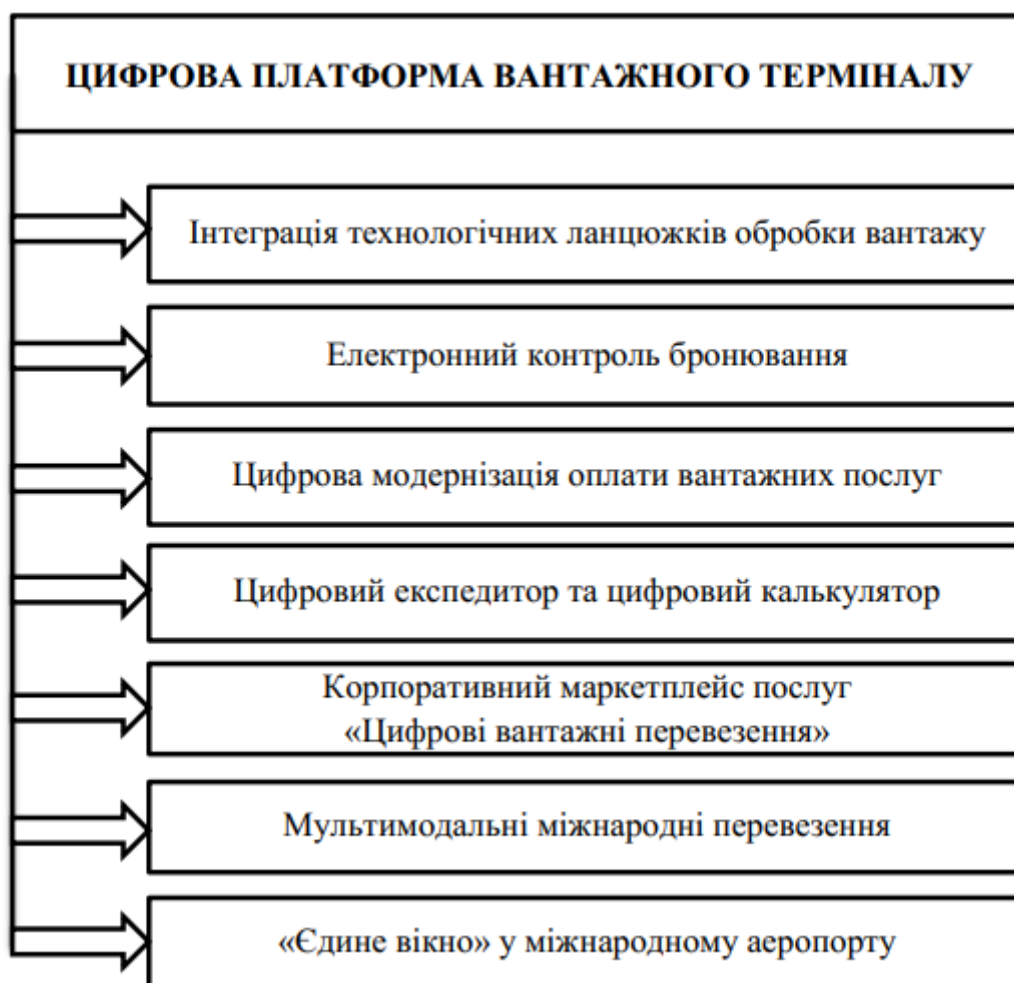 ЦИФРОВА ПЛАТФОРМА ВАНТАЖНОГО ТЕРМІНАЛУ
Інтеграція технологічних ланцюжків обробки вантажу
Електронний контроль бронювання
Цифрова модернізація оплати вантажних послуг
Цифровий експедитор та цифровий калькулятор
Корпоративний маркетплейс послуг
«Цифрові вантажні перевезення»
Мультимодальні міжнародні перевезення
«Єдине вікно» у міжнародному аеропорту